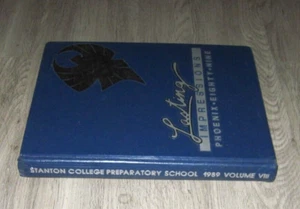 Lasting
IMPRESSIONS
PHOENIX • EIGHTY-NINE
STANTON COLLEGE PREPARATORY SCHOOL 1989 VOLUME VIII